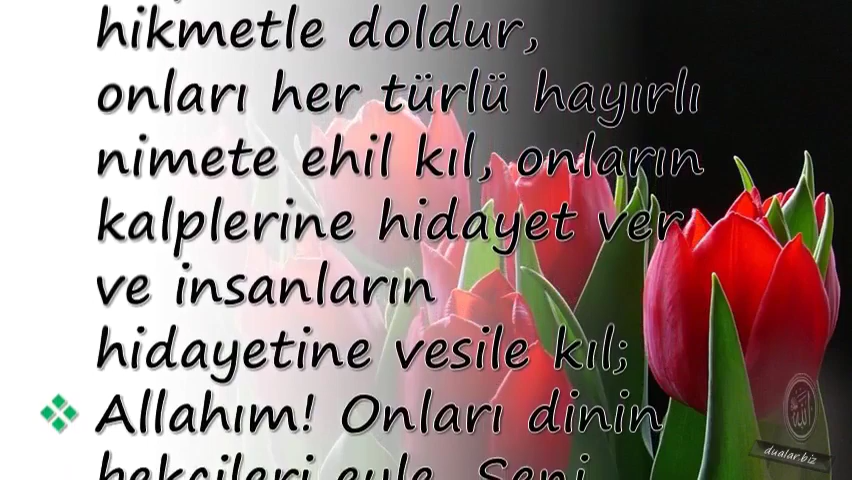 hikmetle doldur,
onları her türlü hayırlı
nimete ehil kıl, onların
kalplerine hidayet ver
ve insanların
hidayetine vesile kıl;
Allahım! Onları dinin
bekçileri eyle, Seni
الله
dualar.biz